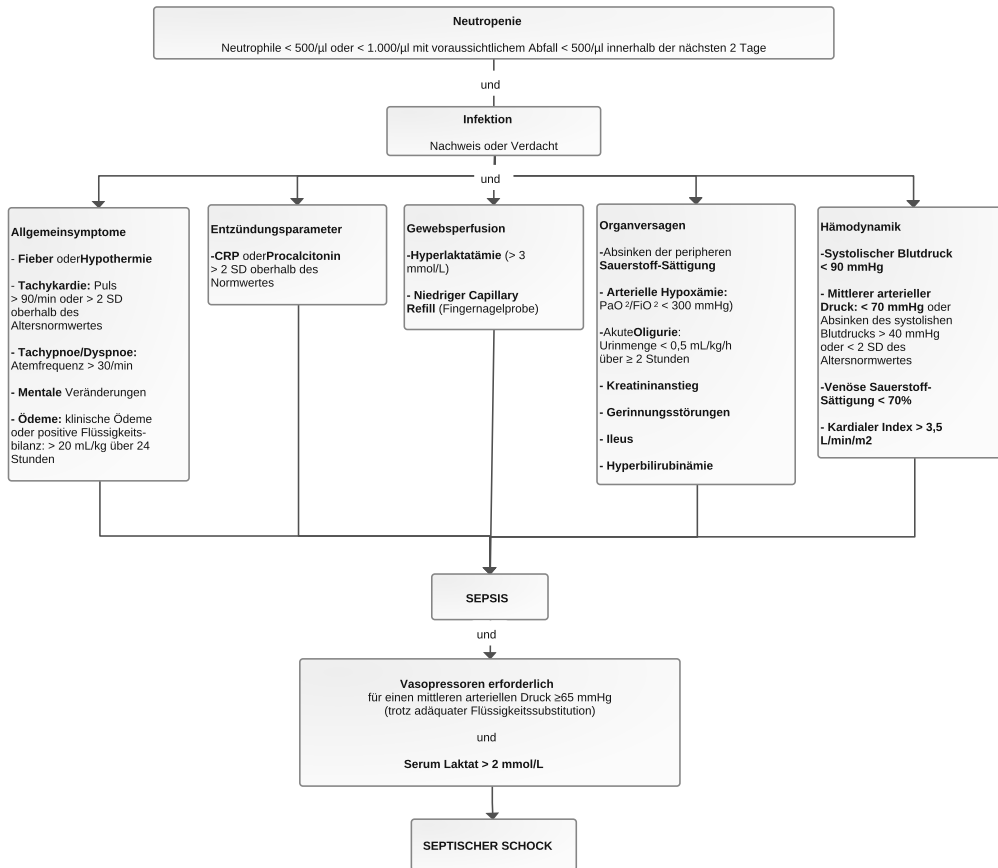 Neutropenie
Neutrophile < 500/µl oder < 1.000/µl mit voraussichtlichem Abfall < 500/µl innerhalb der nächsten 2 Tage
und
Infektion
Nachweis oder Verdacht
und
Allgemeinsymptome
- Fieber oderHypothermie
- Tachykardie: Puls
> 90/min oder > 2 SD
oberhalb des
Altersnormwertes
- Tachypnoe/Dyspnoe:
Atemfrequenz > 30/min
- Mentale Veränderungen
- Ödeme: klinische Ödeme
oder positive Flüssigkeits-
bilanz: > 20 mL/kg über 24
Stunden
Entzündungsparameter
-CRP oderProcalcitonin
> 2 SD oberhalb des
Normwertes
Gewebsperfusion
-Hyperlaktatämie (> 3
mmol/L)
- Niedriger Capillary
Refill (Fingernagelprobe)
Organversagen
-Absinken der peripheren
Sauerstoff-Sättigung
- Arterielle Hypoxämie:
PaO ²/FiO ² < 300 mmHg)
-AkuteOligurie:
Urinmenge < 0,5 mL/kg/h
über ≥ 2 Stunden
- Kreatininanstieg
- Gerinnungsstörungen
- Ileus
- Hyperbilirubinämie
Hämodynamik
-Systolischer Blutdruck
< 90 mmHg
- Mittlerer arterieller
Druck: < 70 mmHg oder
Absinken des systolishen
Blutdrucks > 40 mmHg
oder < 2 SD des
Altersnormwertes
-Venöse Sauerstoff-
Sättigung < 70%
- Kardialer Index > 3,5
L/min/m2
SEPSIS
und
Vasopressoren erforderlich
für einen mittleren arteriellen Druck ≥65 mmHg
(trotz adäquater Flüssigkeitssubstitution)
und
Serum Laktat > 2 mmol/L
SEPTISCHER SCHOCK